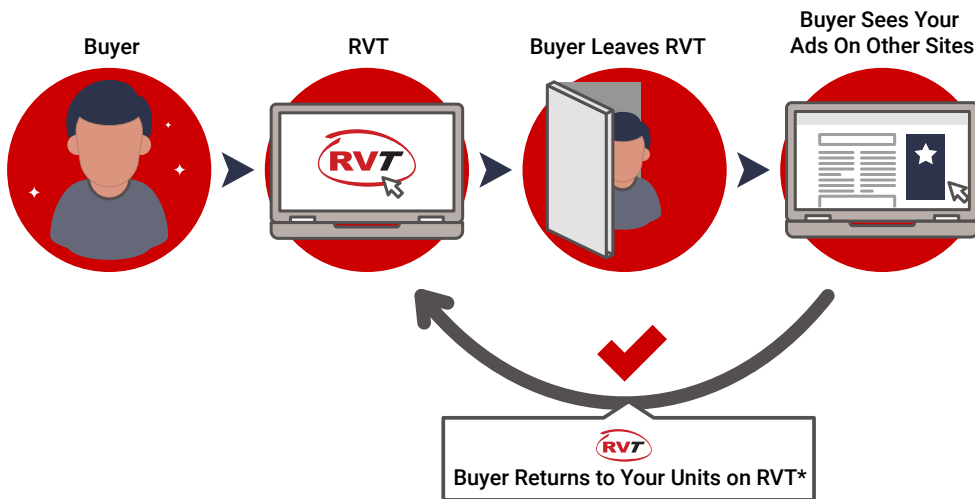 Buyer
RVT
Buyer Leaves RVT
Buyer Sees Your
Ads On Other Sites
RVT
RVT
Buyer Returns to Your Units on RVT*